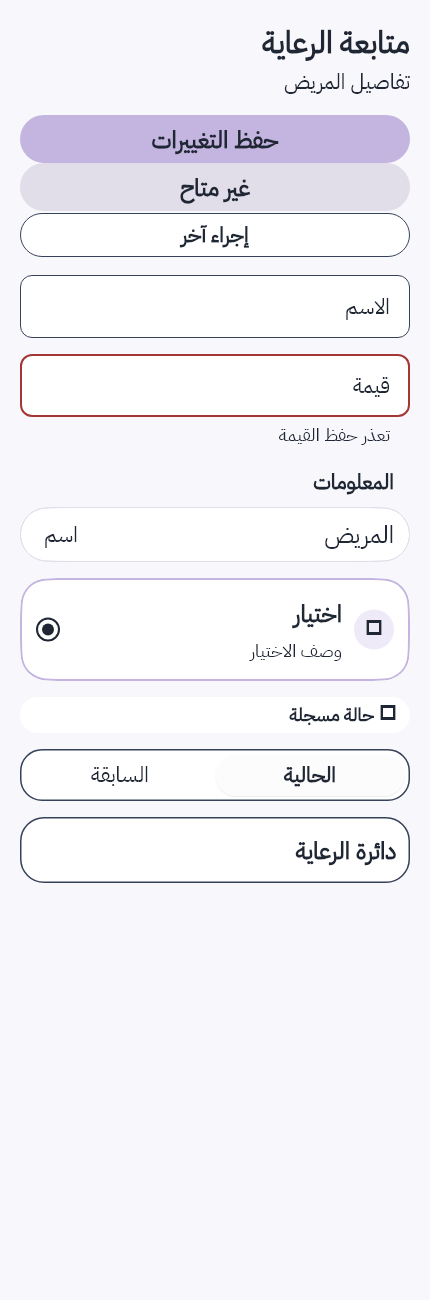 متابعة الرعاية
تفاصيل المريض
حفظ التغييرات
غير متاح
إجراء آخر
الاسم
قيمة
تعذر حفظ القيمة
المعلومات
المريض اسم
اختيار
وصف الاختيار
حالة مسجلة
الحالية السابقة
دائرة الرعاية